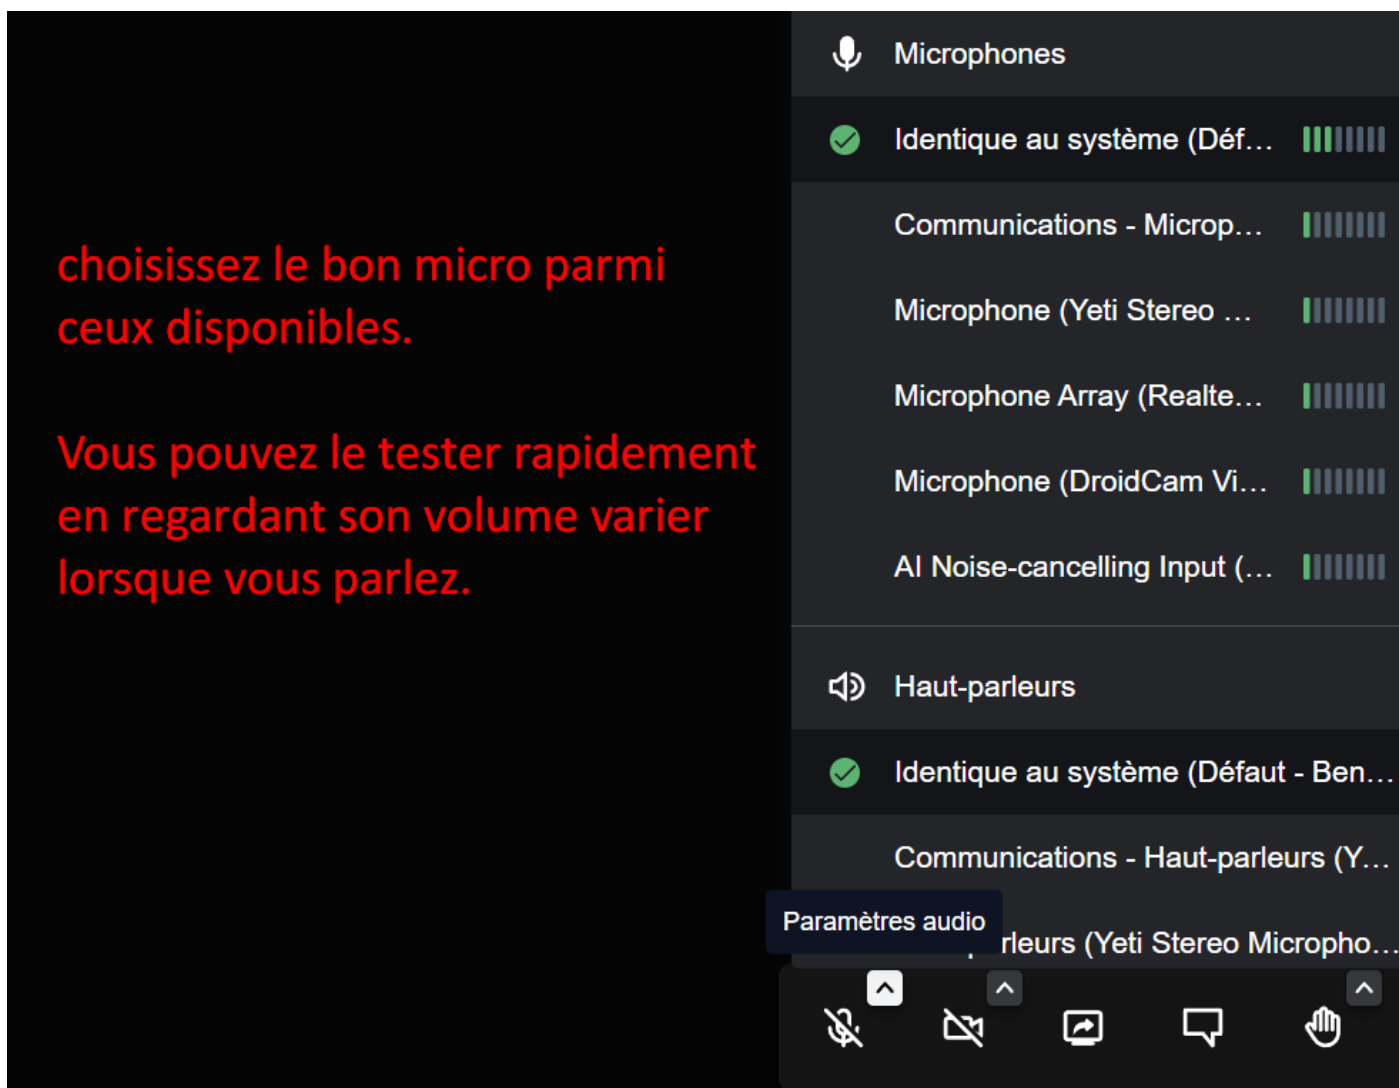 choisissez le bon micro parmi
ceux disponibles.
Vous pouvez le tester rapidement
en regardant son volume varier
lorsque vous parlez.
Microphones
Identique au système (Déf…
Communications - Microp…
Microphone (Yeti Stereo …
Microphone Array (Realte…
Microphone (DroidCam Vi…
AI Noise-cancelling Input (…
Haut-parleurs
Identique au système (Défaut - Ben…
Communications - Haut-parleurs (Y…
Paramètres audio
rleurs (Yeti Stereo Micropho…